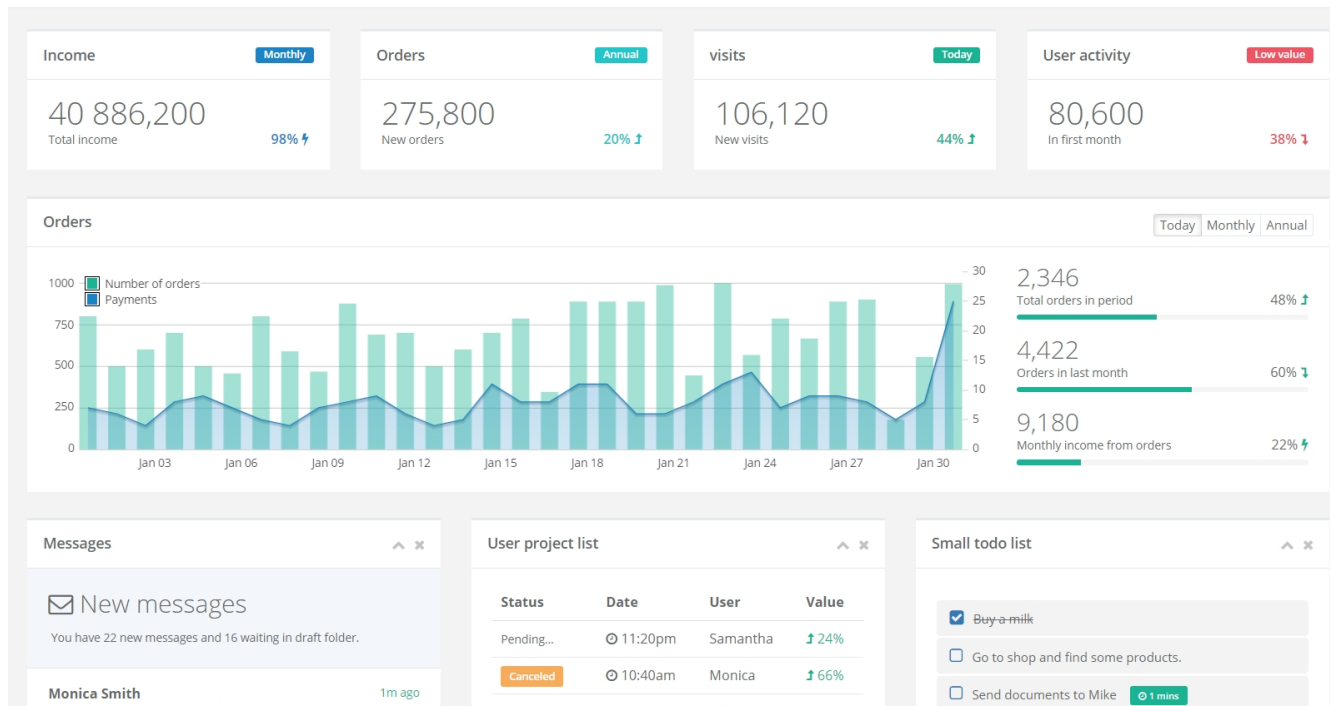 Income Monthly
40 886,200
Total income 98%
Orders Annual
275,800
New orders 20%
visits Today
106,120
New visits 44%
User activity Low value
80,600
In first month 38%
Orders
Today Monthly Annual
Number of orders
Payments
1000
750
500
250
0
30
25
20
15
10
5
0
Jan 03 Jan 06 Jan 09 Jan 12 Jan 15 Jan 18 Jan 21 Jan 24 Jan 27 Jan 30
2,346
Total orders in period 48%
4,422
Orders in last month 60%
9,180
Monthly income from orders 22%
Messages
New messages
You have 22 new messages and 16 waiting in draft folder.
Monica Smith 1m ago
User project list
Status Date User Value
Pending... 11:20pm Samantha 24%
Canceled 10:40am Monica 66%
Small todo list
Buy a milk
Go to shop and find some products.
Send documents to Mike 1 mins